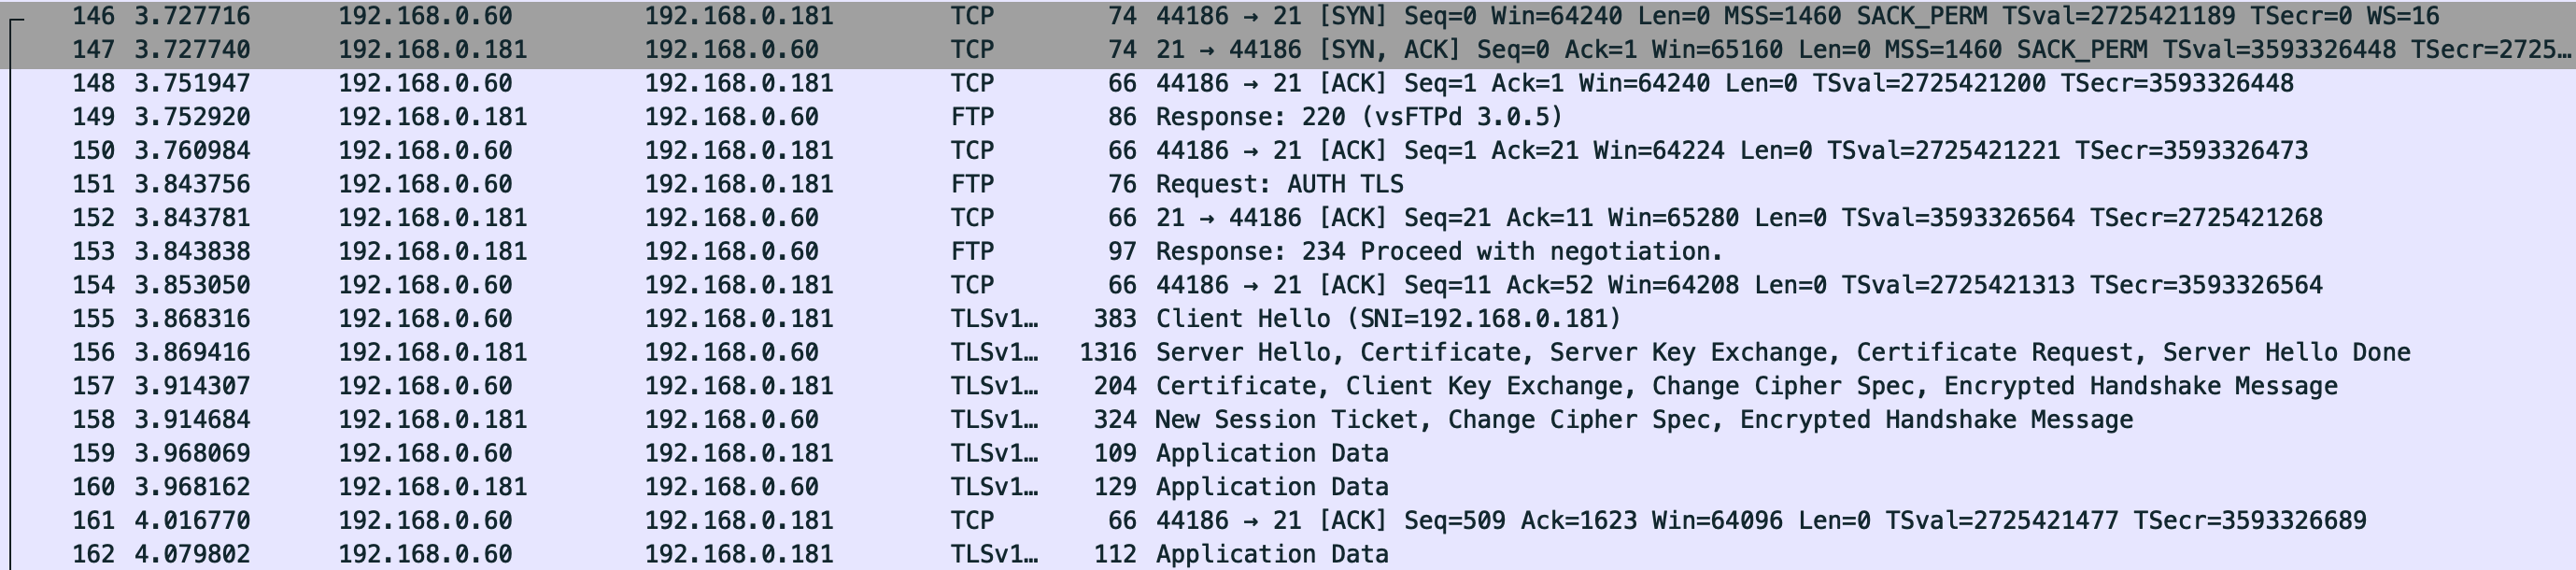 146 3.727716 192.168.0.60 192.168.0.181 TCP 74 44186 → 21 [SYN] Seq=0 Win=64240 Len=0 MSS=1460 SACK_PERM TSval=2725421189 TSecr=0 WS=16
147 3.727740 192.168.0.181 192.168.0.60 TCP 74 21 → 44186 [SYN, ACK] Seq=0 Ack=1 Win=65160 Len=0 MSS=1460 SACK_PERM TSval=3593326448 TSecr=2725…
148 3.751947 192.168.0.60 192.168.0.181 TCP 66 44186 → 21 [ACK] Seq=1 Ack=1 Win=64240 Len=0 TSval=2725421200 TSecr=3593326448
149 3.752920 192.168.0.181 192.168.0.60 FTP 86 Response: 220 (vsFTPd 3.0.5)
150 3.760984 192.168.0.60 192.168.0.181 TCP 66 44186 → 21 [ACK] Seq=1 Ack=21 Win=64224 Len=0 TSval=2725421221 TSecr=3593326473
151 3.843756 192.168.0.60 192.168.0.181 FTP 76 Request: AUTH TLS
152 3.843781 192.168.0.181 192.168.0.60 TCP 66 21 → 44186 [ACK] Seq=21 Ack=11 Win=65280 Len=0 TSval=3593326564 TSecr=2725421268
153 3.843838 192.168.0.181 192.168.0.60 FTP 97 Response: 234 Proceed with negotiation.
154 3.853050 192.168.0.60 192.168.0.181 TCP 66 44186 → 21 [ACK] Seq=11 Ack=52 Win=64208 Len=0 TSval=2725421313 TSecr=3593326564
155 3.868316 192.168.0.60 192.168.0.181 TLSv1… 383 Client Hello (SNI=192.168.0.181)
156 3.869416 192.168.0.181 192.168.0.60 TLSv1… 1316 Server Hello, Certificate, Server Key Exchange, Certificate Request, Server Hello Done
157 3.914307 192.168.0.60 192.168.0.181 TLSv1… 204 Certificate, Client Key Exchange, Change Cipher Spec, Encrypted Handshake Message
158 3.914684 192.168.0.181 192.168.0.60 TLSv1… 324 New Session Ticket, Change Cipher Spec, Encrypted Handshake Message
159 3.968069 192.168.0.60 192.168.0.181 TLSv1… 109 Application Data
160 3.968162 192.168.0.181 192.168.0.60 TLSv1… 129 Application Data
161 4.016770 192.168.0.60 192.168.0.181 TCP 66 44186 → 21 [ACK] Seq=509 Ack=1623 Win=64096 Len=0 TSval=2725421477 TSecr=3593326689
162 4.079802 192.168.0.60 192.168.0.181 TLSv1… 112 Application Data